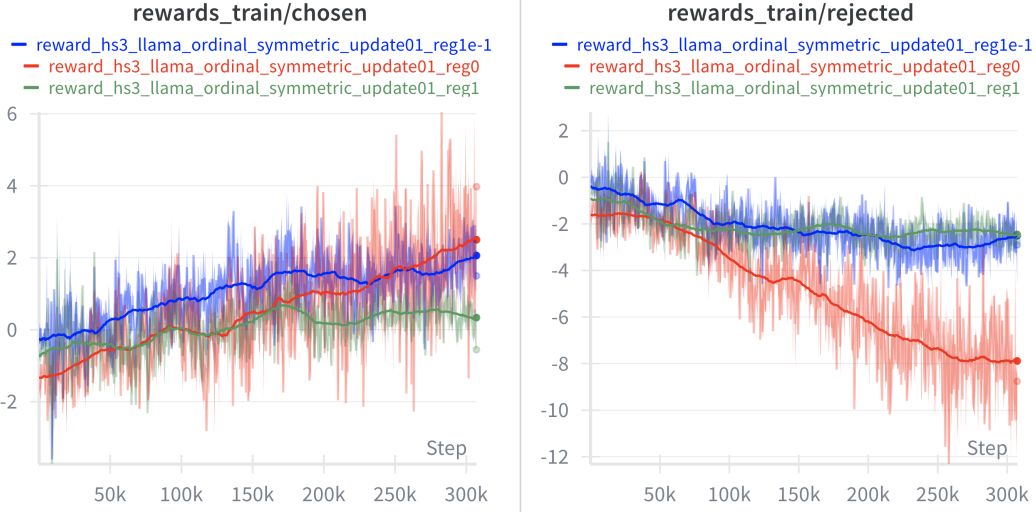 rewards_train/chosen
reward_hs3_llama_ordinal_symmetric_update01_reg1e-1
reward_hs3_llama_ordinal_symmetric_update01_reg0
reward_hs3_llama_ordinal_symmetric_update01_reg1
6
4
2
0
-2
Step
50k
100k
150k
200k
250k
300k
rewards_train/rejected
reward_hs3_llama_ordinal_symmetric_update01_reg1e-1
reward_hs3_llama_ordinal_symmetric_update01_reg0
reward_hs3_llama_ordinal_symmetric_update01_reg1
2
0
-2
-4
-6
-8
-10
-12
Step
50k
100k
150k
200k
250k
300k